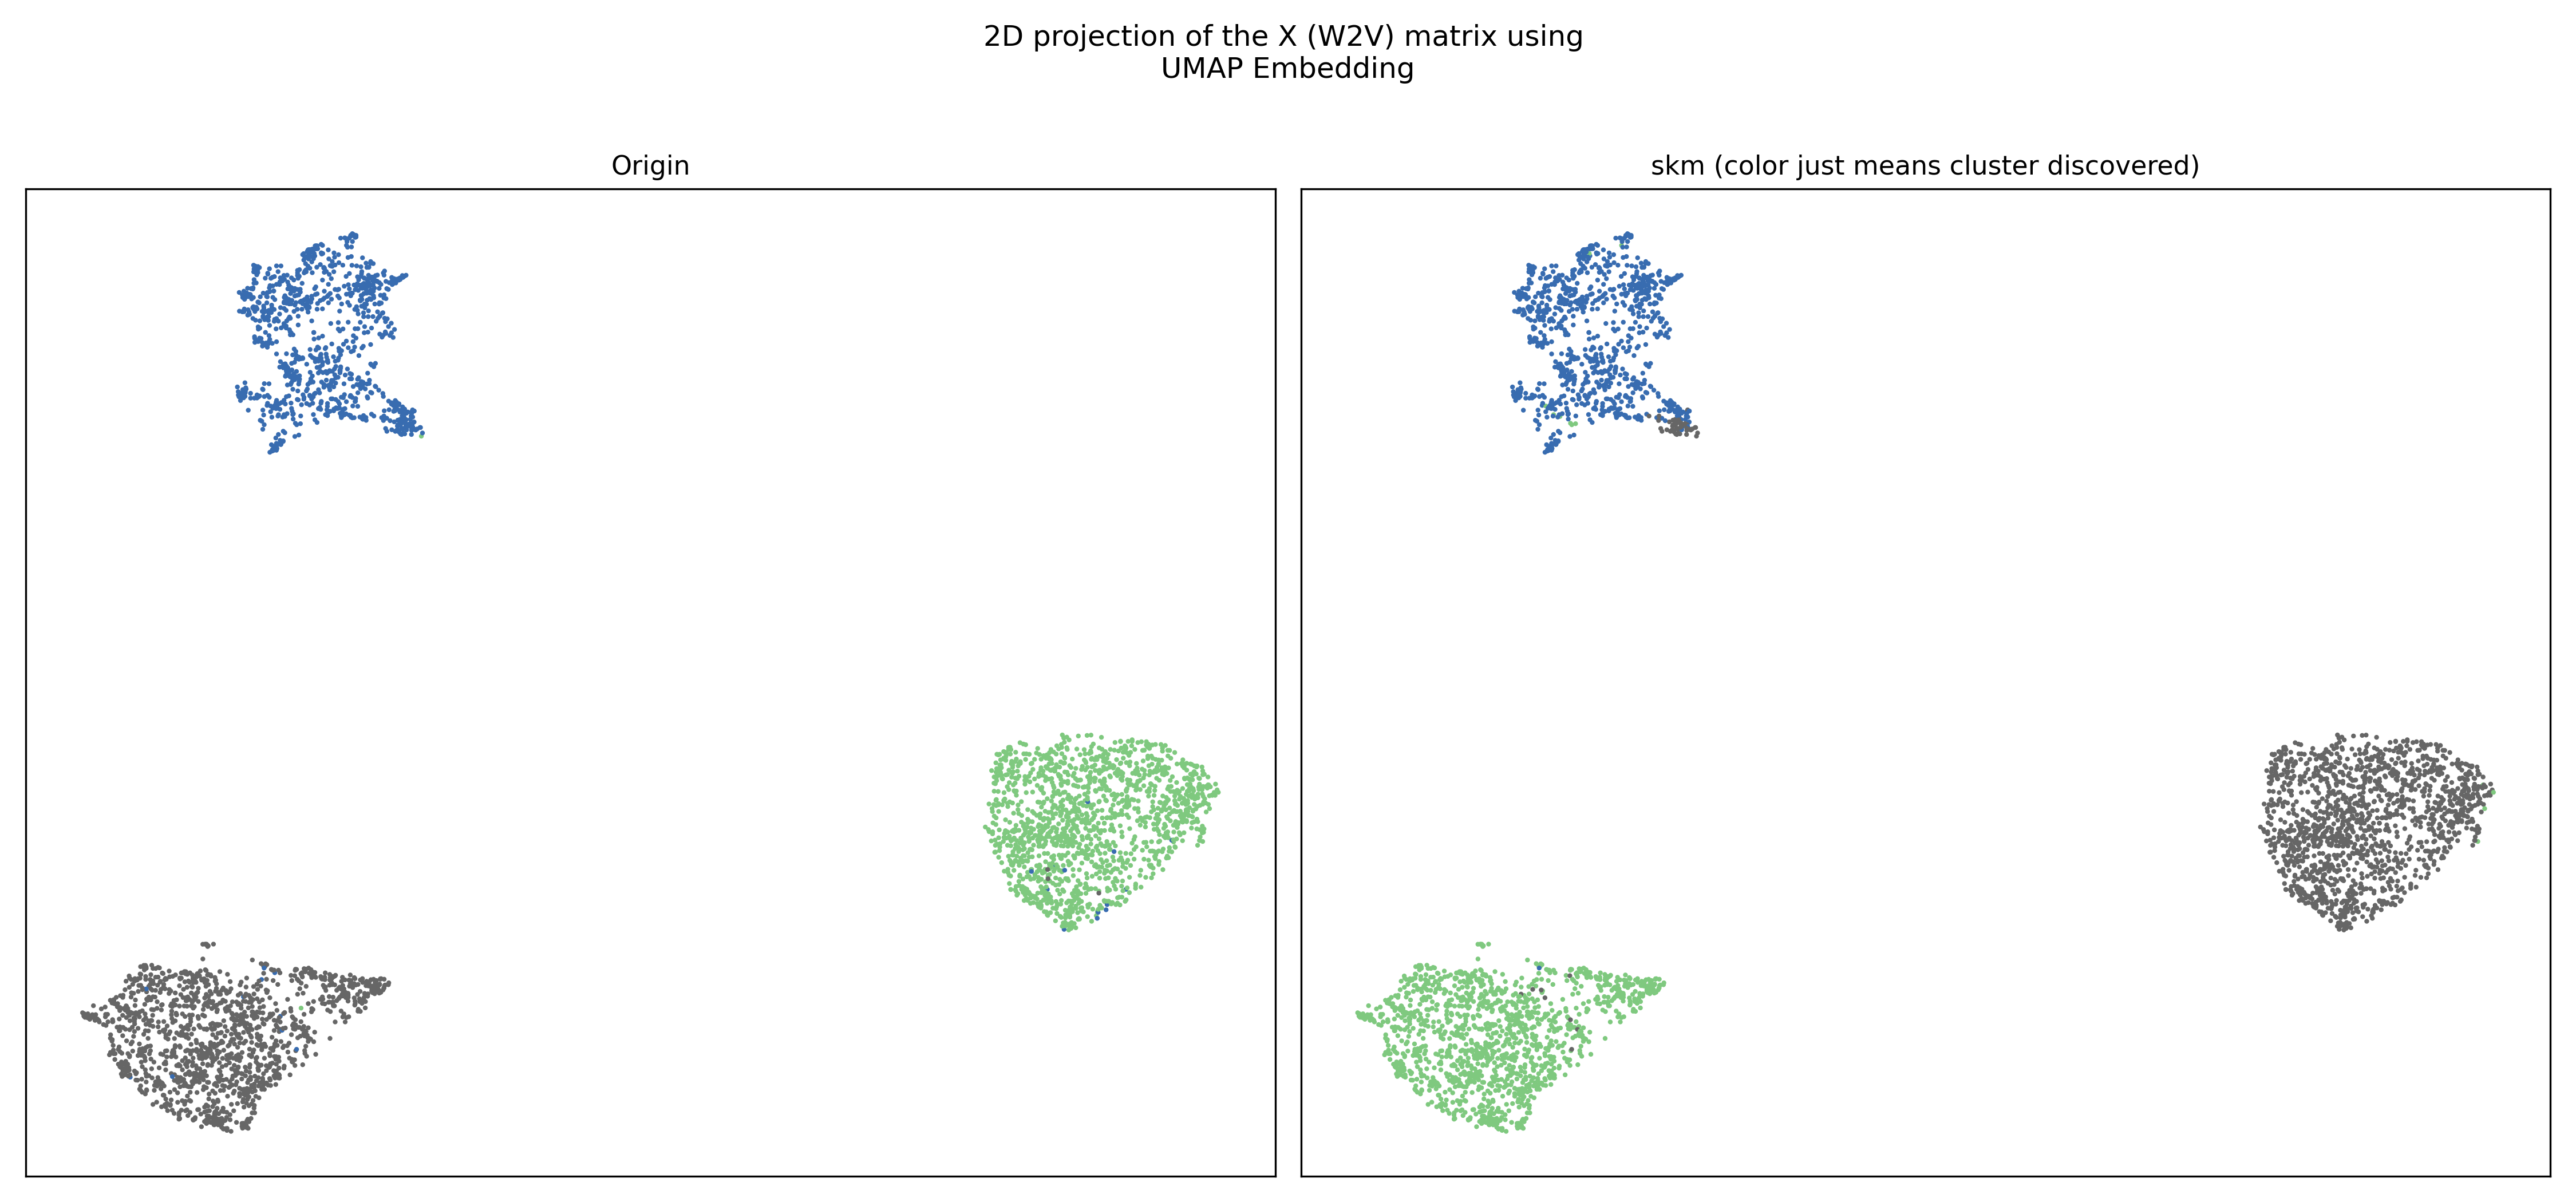 2D projection of the X (W2V) matrix using
UMAP Embedding
Origin
skm (color just means cluster discovered)